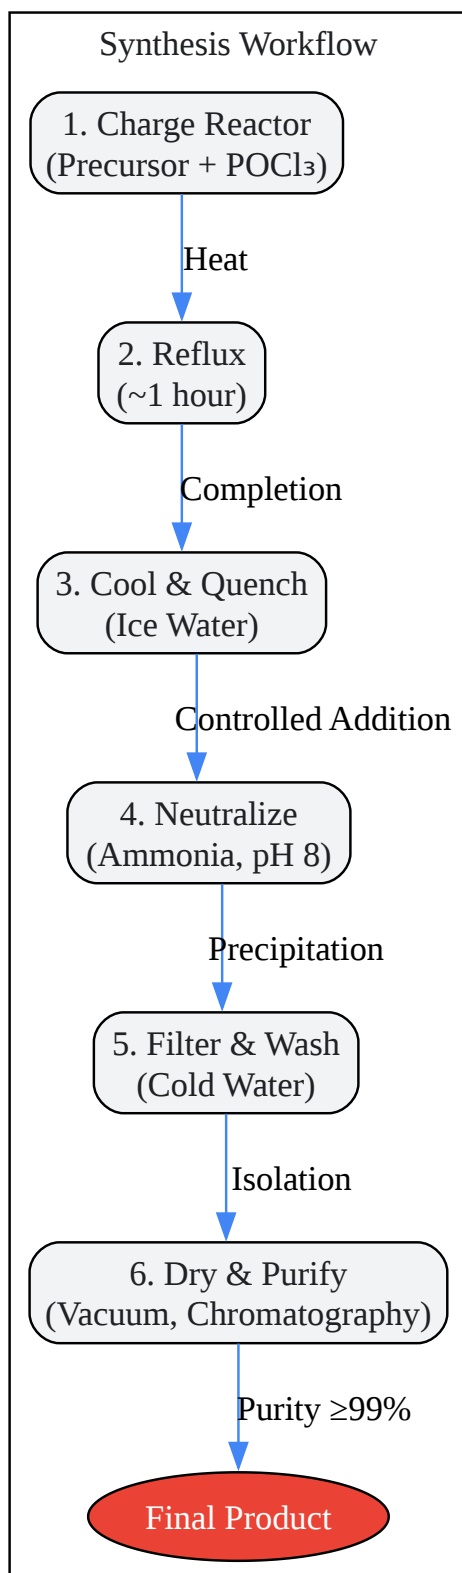 Synthesis Workflow
1. Charge Reactor
(Precursor + POCl₃)
Heat
2. Reflux
(~1 hour)
Completion
3. Cool & Quench
(Ice Water)
Controlled Addition
4. Neutralize
(Ammonia, pH 8)
Precipitation
5. Filter & Wash
(Cold Water)
Isolation
6. Dry & Purify
(Vacuum, Chromatography)
Purity ≥99%
Final Product